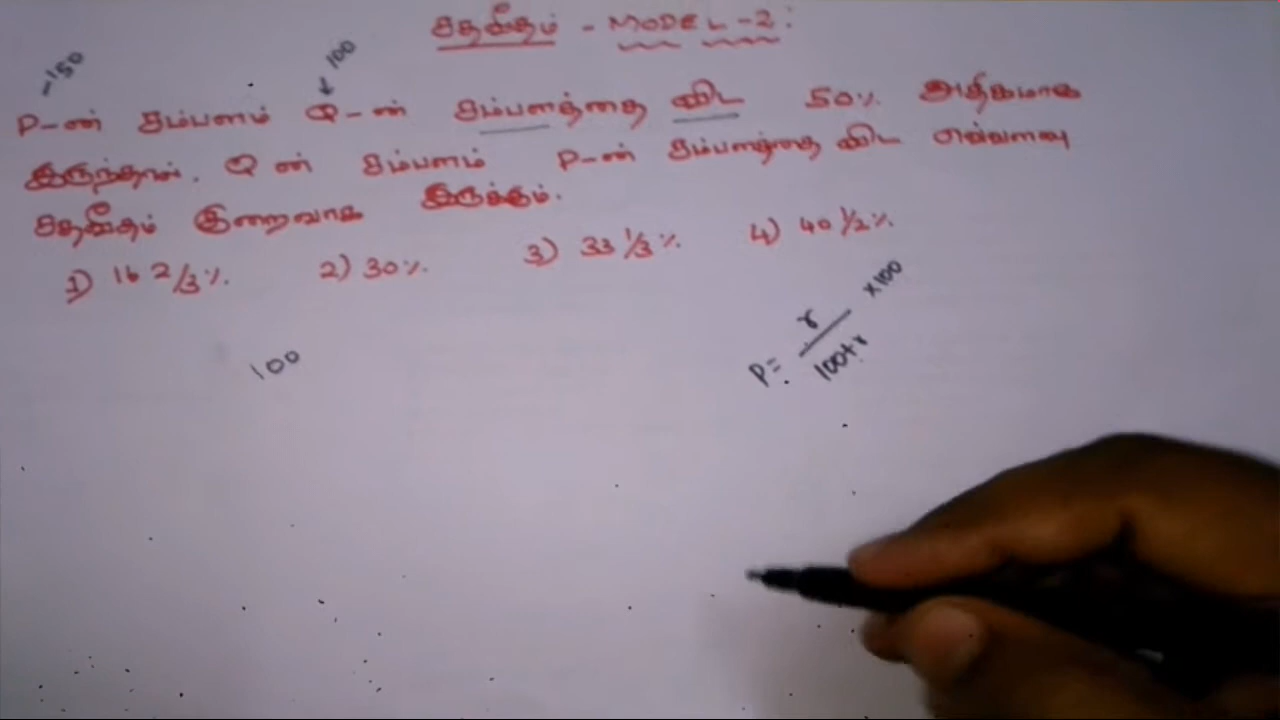 சதவீதம் - MODEL - 2:
-150
100
P-ன் சம்பளம் Q-ன் சம்பளத்தை விட 50% அதிகமாக
இருந்தால். Q ன் சம்பளம் P-ன் சம்பளத்தை விட எவ்வளவு
சதவீதம் குறைவாக இருக்கும்.
1) 16 2/3 % 2) 30% 3) 33 1/3 % 4) 40 1/2 %
100
P = r / 100+r ×100